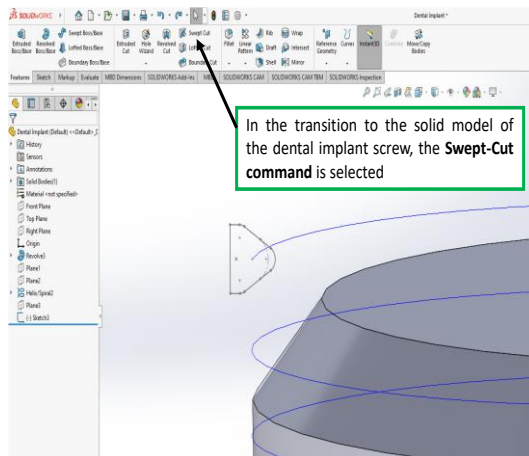 SOLIDWORKS
Dental Implant *
Extruded Boss/Base
Revolved Boss/Base
Swept Boss/Base
Lofted Boss/Base
Boundary Boss/Base
Extruded Cut
Hole Wizard
Revolved Cut
Swept Cut
Lofted Cut
Boundary Cut
Fillet
Linear Pattern
Rib
Draft
Shell
Wrap
Intersect
Mirror
Reference Geometry
Curves
Instant3D
Combine
Move/Copy Bodies
Features Sketch Markup Evaluate MBD Dimensions SOLIDWORKS Add-Ins MBD SOLIDWORKS CAM SOLIDWORKS CAM TBM SOLIDWORKS Inspection
In the transition to the solid model of
the dental implant screw, the Swept-Cut
command is selected
Dental Implant (Default) <<Default>_D
History
Sensors
Annotations
Solid Bodies(1)
Material <not specified>
Front Plane
Top Plane
Right Plane
Origin
Revolve3
Plane1
Plane2
Helix/Spiral2
Plane3
(-) Sketch3